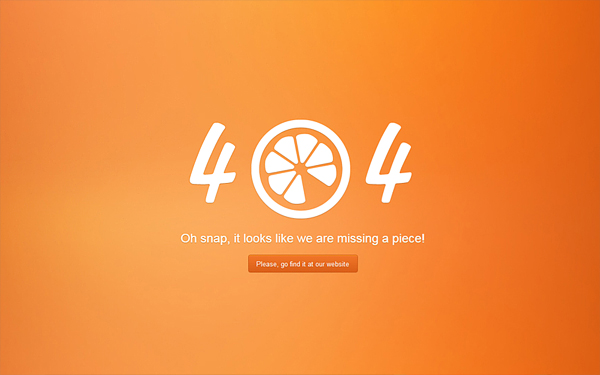 404
Oh snap, it looks like we are missing a piece!
Please, go find it at our website